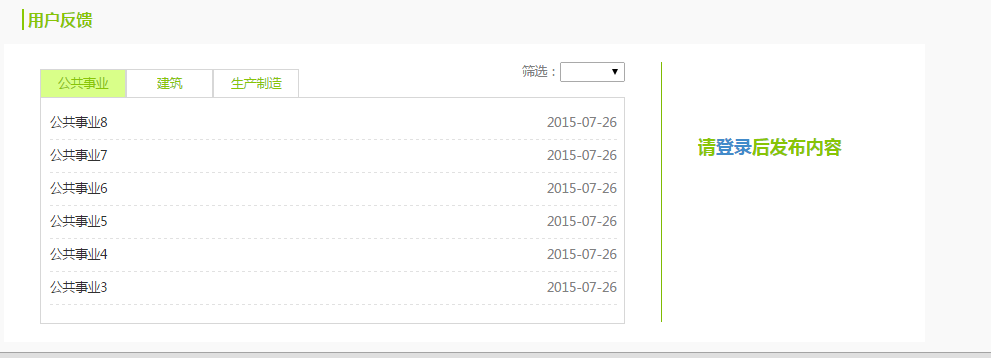 用户反馈
筛选：
公共事业 建筑 生产制造
公共事业8 2015-07-26
公共事业7 2015-07-26
公共事业6 2015-07-26
公共事业5 2015-07-26
公共事业4 2015-07-26
公共事业3 2015-07-26
请登录后发布内容